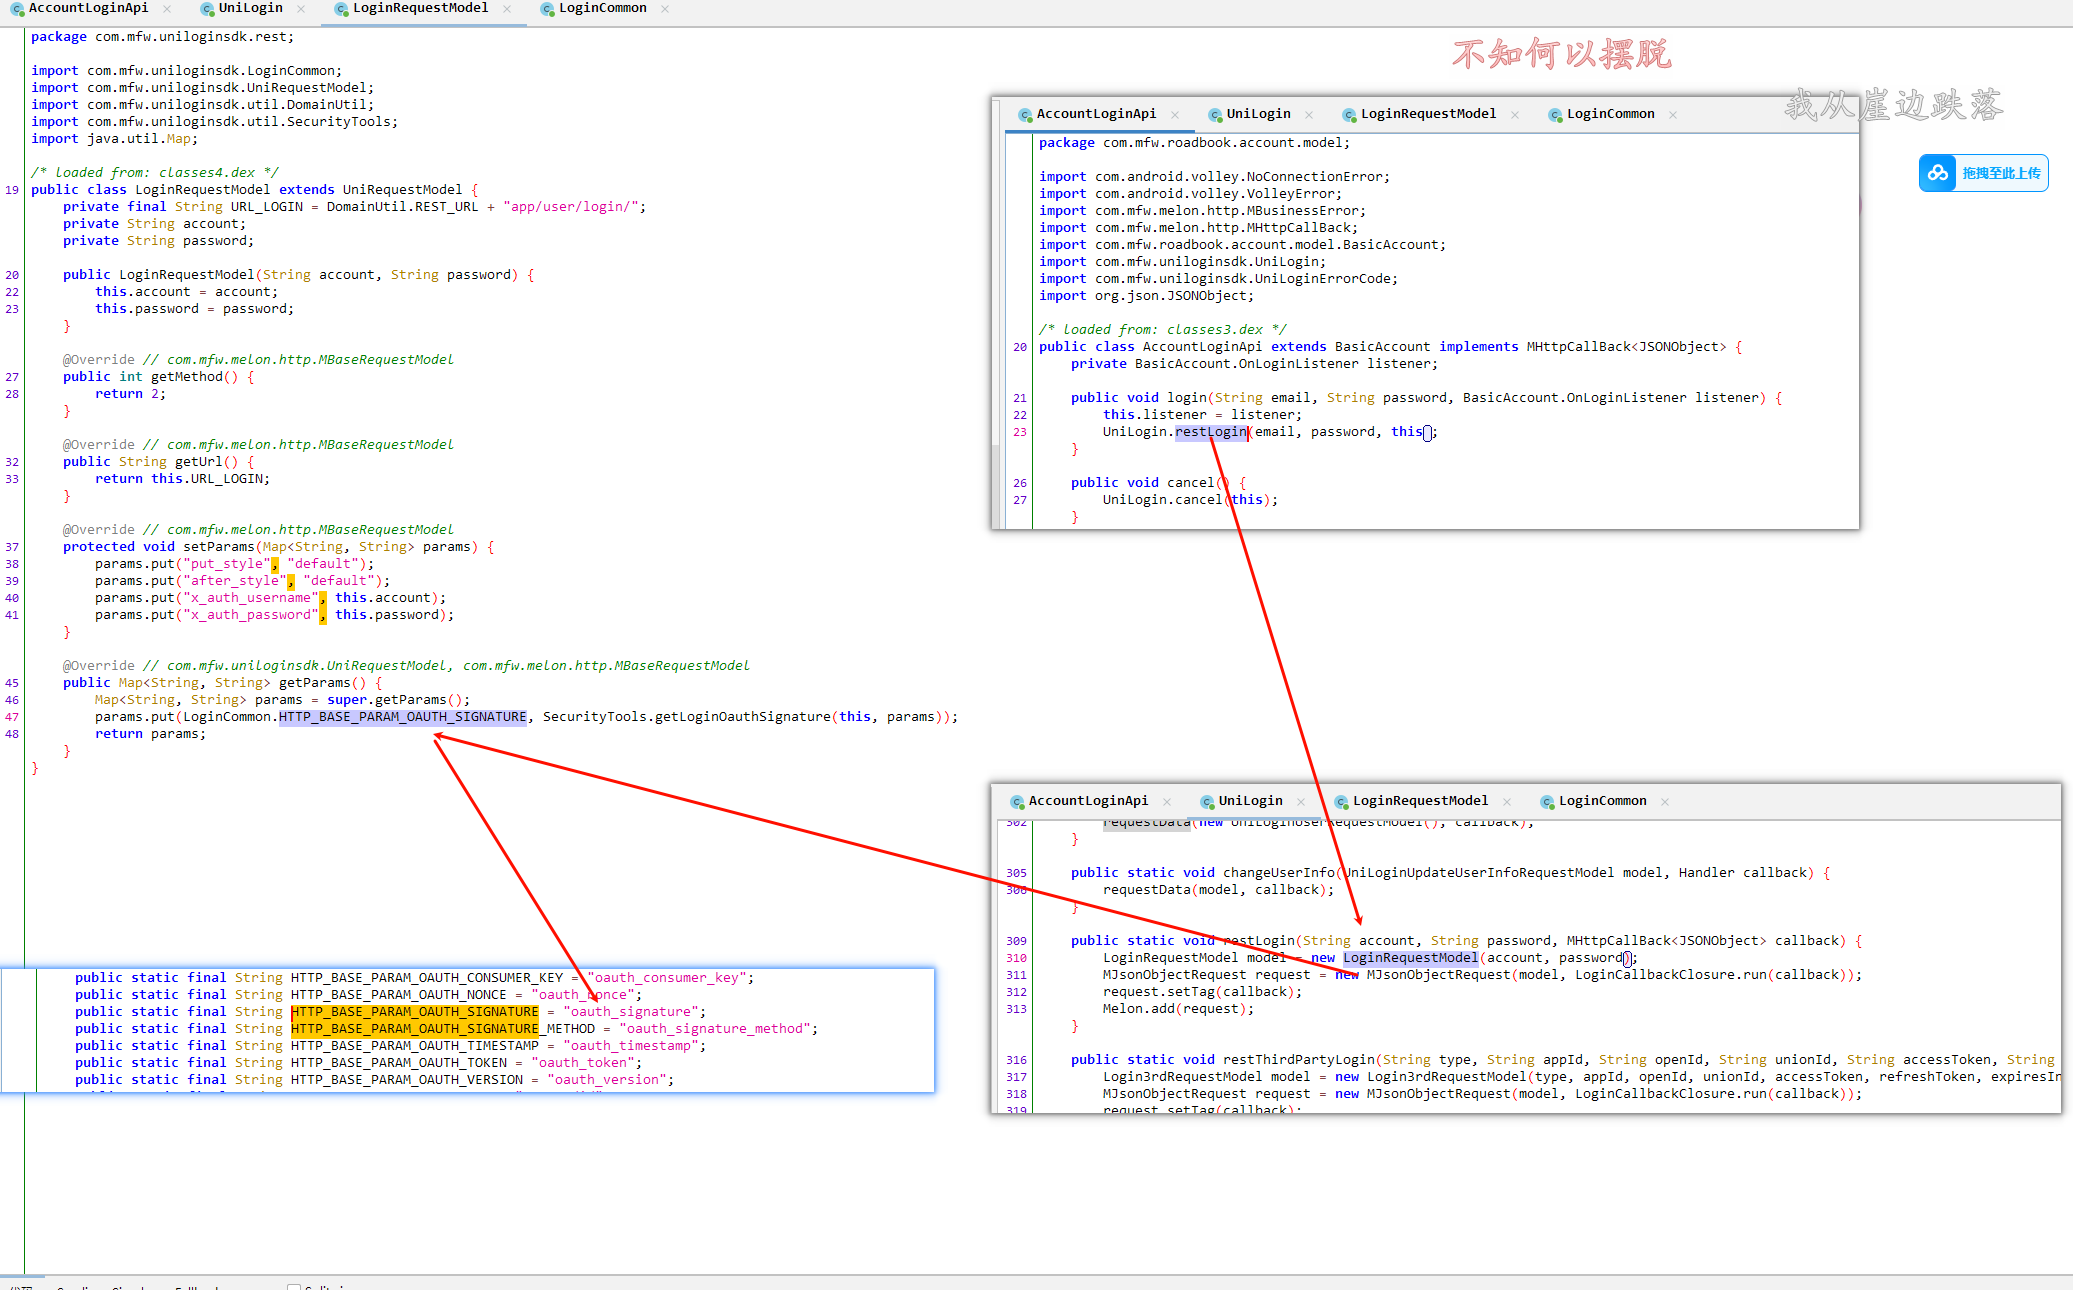 AccountLoginApi UniLogin LoginRequestModel LoginCommon
package com.mfw.uniloginsdk.rest;
import com.mfw.uniloginsdk.LoginCommon;
import com.mfw.uniloginsdk.UniRequestModel;
import com.mfw.uniloginsdk.util.DomainUtil;
import com.mfw.uniloginsdk.util.SecurityTools;
import java.util.Map;
/* loaded from: classes4.dex */
19 public class LoginRequestModel extends UniRequestModel {
private final String URL_LOGIN = DomainUtil.REST_URL + "app/user/login/";
private String account;
private String password;
20 public LoginRequestModel(String account, String password) {
22 this.account = account;
23 this.password = password;
}
@Override // com.mfw.melon.http.MBaseRequestModel
27 public int getMethod() {
28 return 2;
}
@Override // com.mfw.melon.http.MBaseRequestModel
32 public String getUrl() {
33 return this.URL_LOGIN;
}
@Override // com.mfw.melon.http.MBaseRequestModel
37 protected void setParams(Map<String, String> params) {
38 params.put("put_style", "default");
39 params.put("after_style", "default");
40 params.put("x_auth_username", this.account);
41 params.put("x_auth_password", this.password);
}
@Override // com.mfw.uniloginsdk.UniRequestModel, com.mfw.melon.http.MBaseRequestModel
45 public Map<String, String> getParams() {
46 Map<String, String> params = super.getParams();
47 params.put(LoginCommon.HTTP_BASE_PARAM_OAUTH_SIGNATURE, SecurityTools.getLoginOauthSignature(this, params));
48 return params;
}
}
public static final String HTTP_BASE_PARAM_OAUTH_CONSUMER_KEY = "oauth_consumer_key";
public static final String HTTP_BASE_PARAM_OAUTH_NONCE = "oauth_nonce";
public static final String HTTP_BASE_PARAM_OAUTH_SIGNATURE = "oauth_signature";
public static final String HTTP_BASE_PARAM_OAUTH_SIGNATURE_METHOD = "oauth_signature_method";
public static final String HTTP_BASE_PARAM_OAUTH_TIMESTAMP = "oauth_timestamp";
public static final String HTTP_BASE_PARAM_OAUTH_TOKEN = "oauth_token";
public static final String HTTP_BASE_PARAM_OAUTH_VERSION = "oauth_version";
不知何以摆脱
我从崖边跌落
拖拽至此上传
AccountLoginApi UniLogin LoginRequestModel LoginCommon
package com.mfw.roadbook.account.model;
import com.android.volley.NoConnectionError;
import com.android.volley.VolleyError;
import com.mfw.melon.http.MBusinessError;
import com.mfw.melon.http.MHttpCallBack;
import com.mfw.roadbook.account.model.BasicAccount;
import com.mfw.uniloginsdk.UniLogin;
import com.mfw.uniloginsdk.UniLoginErrorCode;
import org.json.JSONObject;
/* loaded from: classes3.dex */
20 public class AccountLoginApi extends BasicAccount implements MHttpCallBack<JSONObject> {
private BasicAccount.OnLoginListener listener;
21 public void login(String email, String password, BasicAccount.OnLoginListener listener) {
22 this.listener = listener;
23 UniLogin.restLogin(email, password, this);
}
26 public void cancel() {
27 UniLogin.cancel(this);
}
AccountLoginApi UniLogin LoginRequestModel LoginCommon
302 requestData(new UniLoginUserRequestModel(), callback);
}
305 public static void changeUserInfo(UniLoginUpdateUserInfoRequestModel model, Handler callback) {
306 requestData(model, callback);
}
309 public static void restLogin(String account, String password, MHttpCallBack<JSONObject> callback) {
310 LoginRequestModel model = new LoginRequestModel(account, password);
311 MJsonObjectRequest request = new MJsonObjectRequest(model, LoginCallbackClosure.run(callback));
312 request.setTag(callback);
313 Melon.add(request);
}
316 public static void restThirdPartyLogin(String type, String appId, String openId, String unionId, String accessToken, String
317 Login3rdRequestModel model = new Login3rdRequestModel(type, appId, openId, unionId, accessToken, refreshToken, expiresIn
318 MJsonObjectRequest request = new MJsonObjectRequest(model, LoginCallbackClosure.run(callback));
319 request.setTag(callback);